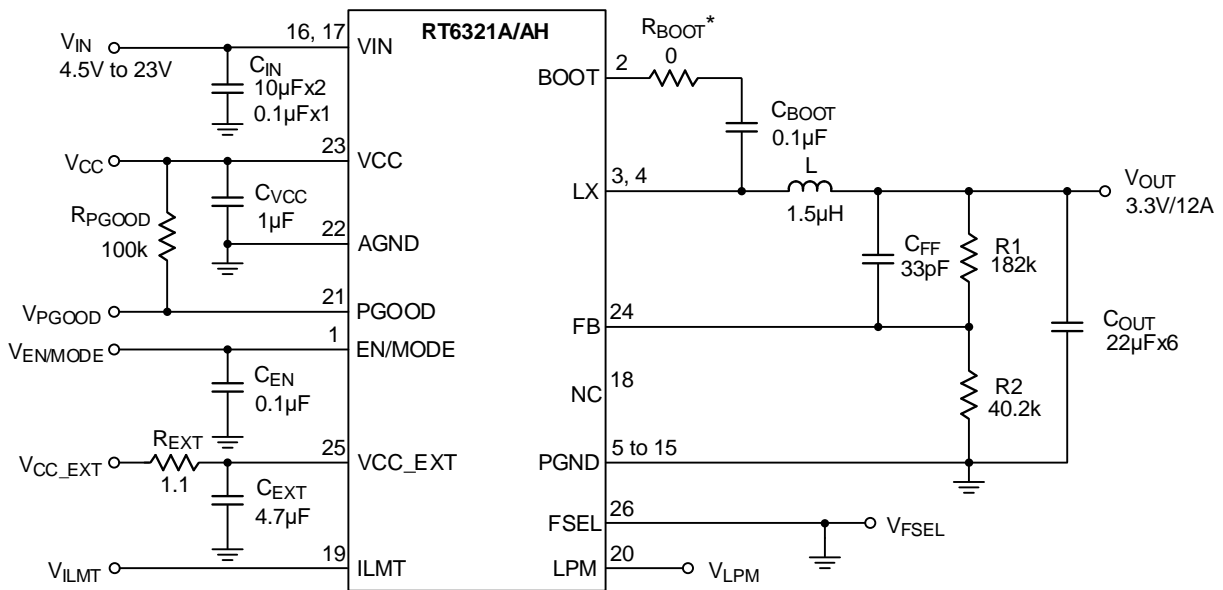 RT6321A/AH
VIN
4.5V to 23V
CIN
10µFx2
0.1µFx1
16, 17
VIN
VCC
RPGOOD
100k
CVCC
1µF
23
VCC
22
AGND
VPGOOD
21
PGOOD
VEN/MODE
1
EN/MODE
CEN
0.1µF
VCC_EXT
REXT
1.1
CEXT
4.7µF
25
VCC_EXT
VILMT
19
ILMT
BOOT
2
RBOOT*
0
CBOOT
0.1µF
LX
3, 4
L
1.5µH
VOUT
3.3V/12A
CFF
33pF
R1
182k
FB
24
COUT
22µFx6
R2
40.2k
NC
18
PGND
5 to 15
FSEL
26
VFSEL
LPM
20
VLPM